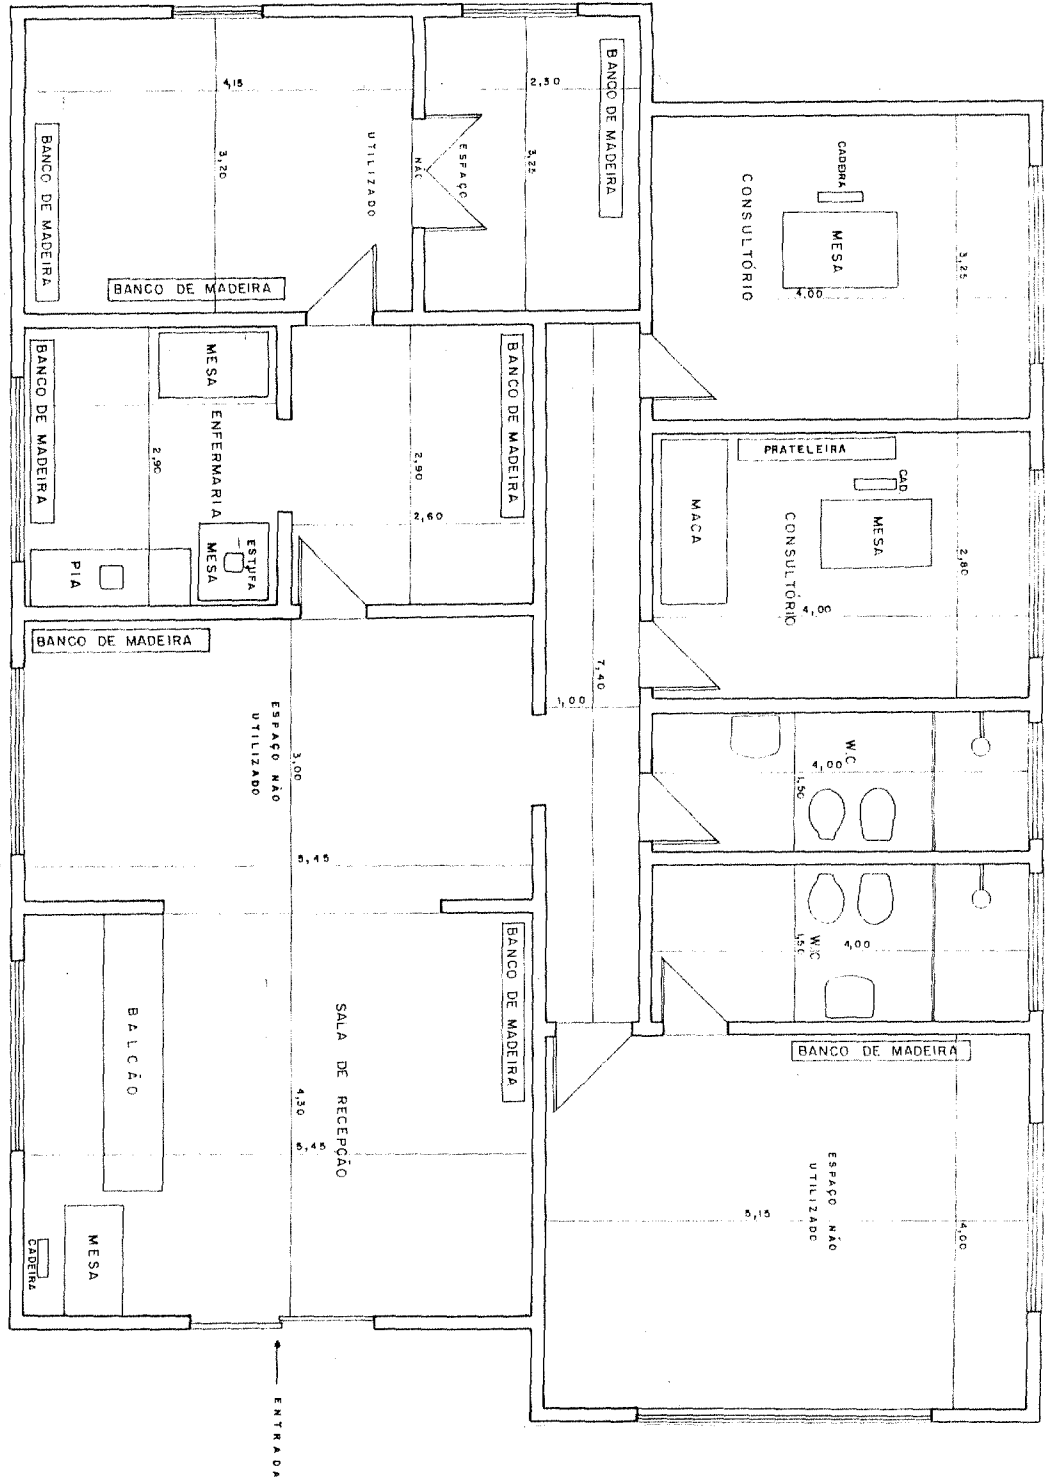 BANCO DE MADEIRA
4,15
3,20
BANCO DE MADEIRA
UTILIZADO
NÃO
ESPAÇO
2,30
3,25
BANCO DE MADEIRA
BANCO DE MADEIRA
CADEIRA
MESA
CONSULTÓRIO
4,00
3,25
BANCO DE MADEIRA
MESA
ENFERMARIA
2,90
PIA
MESA
ESTUFA
2,90
2,60
BANCO DE MADEIRA
PRATELEIRA
CAD
MESA
MACA
CONSULTÓRIO
4,00
2,80
BANCO DE MADEIRA
ESPAÇO NÃO
UTILIZADO
3,00
5,45
7,40
1,00
W.C
4,00
1,50
W.C
4,00
1,50
BALCÃO
SALA DE RECEPÇÃO
4,30
5,45
MESA
CADEIRA
BANCO DE MADEIRA
ESPAÇO NÃO
UTILIZADO
5,15
4,00
ENTRADA